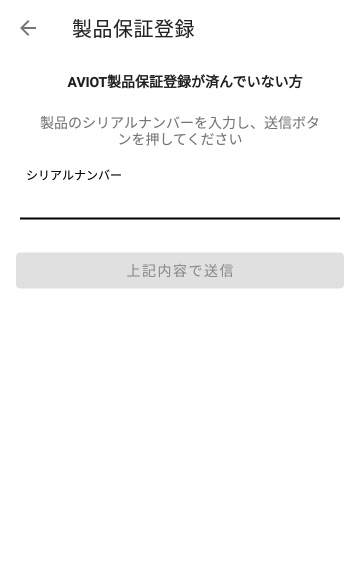 製品保証登録
AVIOT製品保証登録が済んでいない方
製品のシリアルナンバーを入力し、送信ボタ
ンを押してください
シリアルナンバー
上記内容で送信